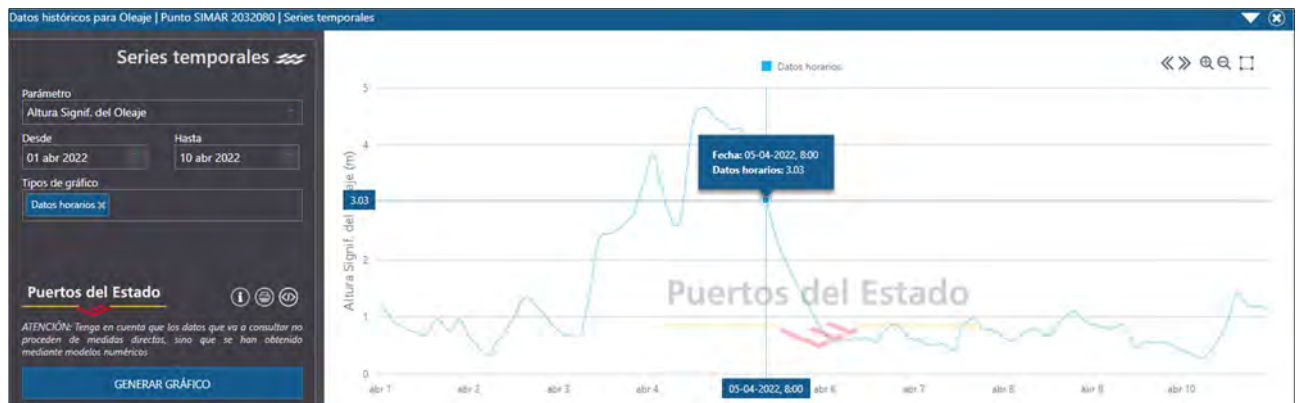 Datos históricos para Oleaje | Punto SIMAR 2032080 | Series temporales
Series temporales
Parámetro
Altura Signif. del Oleaje
Desde
Hasta
01 abr 2022
10 abr 2022
Tipos de gráfico
Datos horarios
Puertos del Estado
ATENCIÓN: Tenga en cuenta que los datos que va a consultar no
proceden de medidas directas, sino que se han obtenido
mediante modelos numéricos
GENERAR GRÁFICO
Datos horarios
Altura Signif. del Oleaje (m)
5
4
3.03
2
1
0
Fecha: 05-04-2022, 8:00
Datos horarios: 3.03
Puertos del Estado
abr 1
abr 2
abr 3
abr 4
05-04-2022, 8:00
abr 6
abr 7
abr 8
abr 9
abr 10